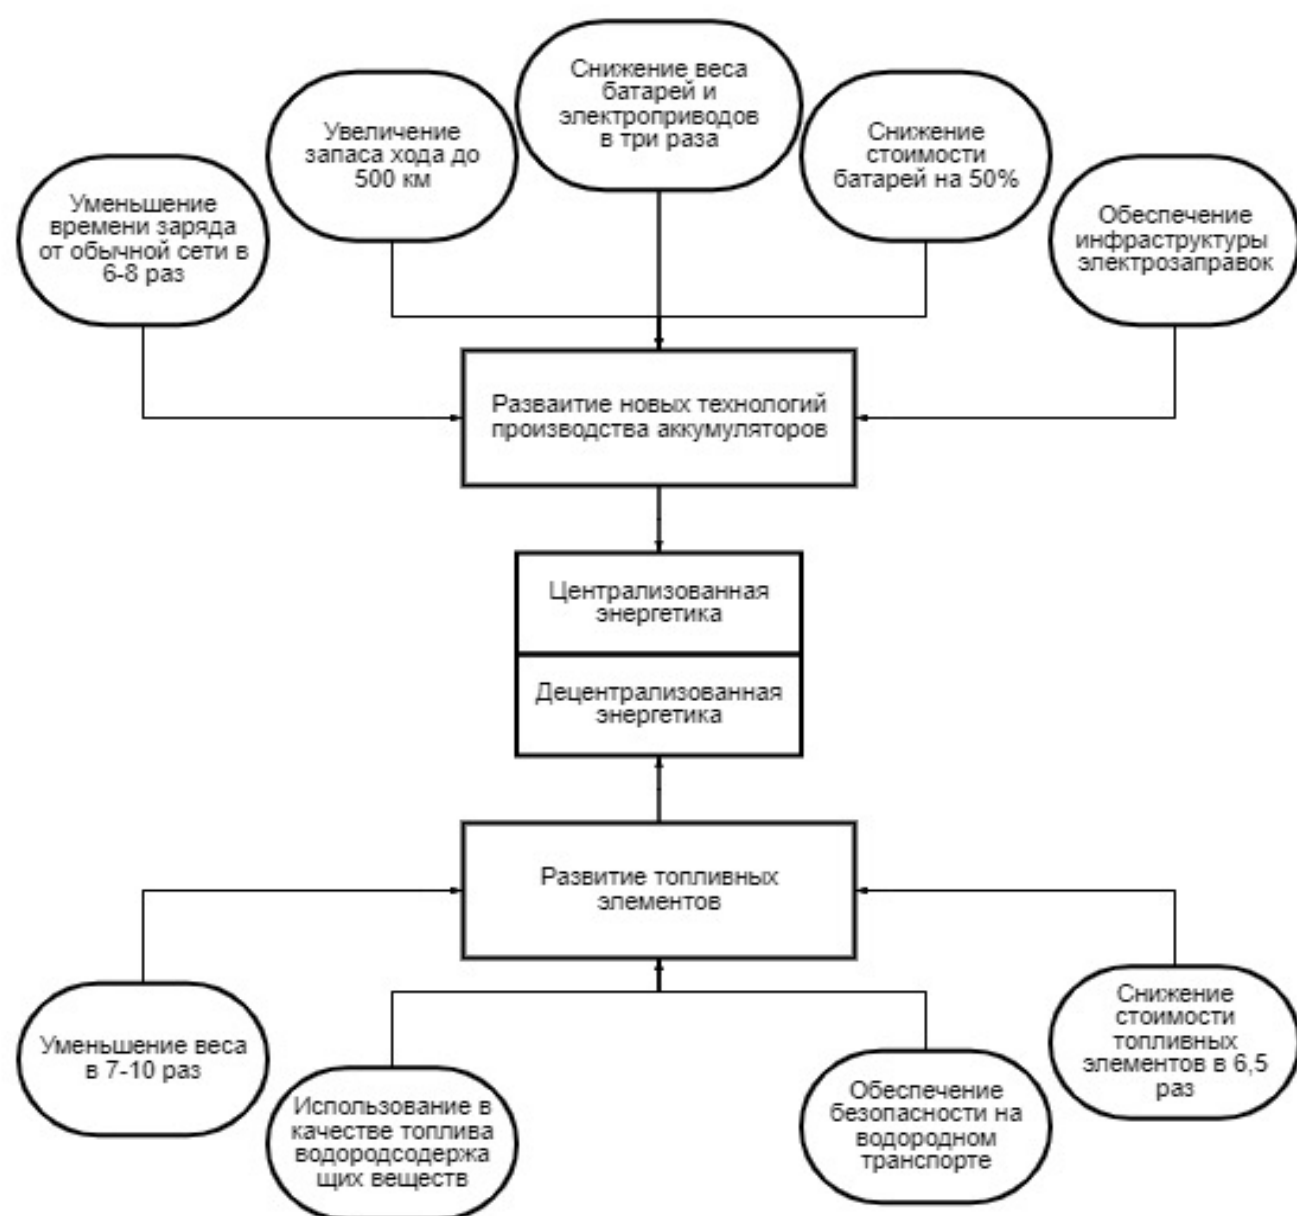 Снижение веса
батарей и
электроприводов
в три раза
Увеличение
запаса хода до
500 км
Снижение
стоимости
батарей на 50%
Уменьшение
времени заряда
от обычной сети в
6-8 раз
Обеспечение
инфраструктуры
электрозаправок
Разваитие новых технологий
производства аккумуляторов
Централизованная
энергетика
Децентрализованная
энергетика
Развитие топливных
элементов
Уменьшение веса
в 7-10 раз
Использование в
качестве топлива
водородсодержа
щих веществ
Обеспечение
безопасности на
водородном
транспорте
Снижение
стоимости
топливных
элементов в 6,5
раз